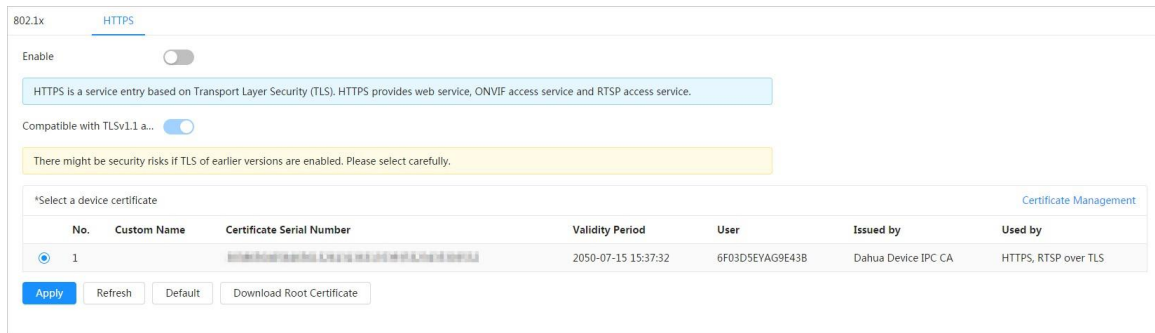 802.1x HTTPS
Enable
HTTPS is a service entry based on Transport Layer Security (TLS). HTTPS provides web service, ONVIF access service and RTSP access service.
Compatible with TLSv1.1 a...
There might be security risks if TLS of earlier versions are enabled. Please select carefully.
*Select a device certificate Certificate Management
No. Custom Name Certificate Serial Number Validity Period User Issued by Used by
1 2050-07-15 15:37:32 6F03D5EYAG9E43B Dahua Device IPC CA HTTPS, RTSP over TLS
Apply Refresh Default Download Root Certificate